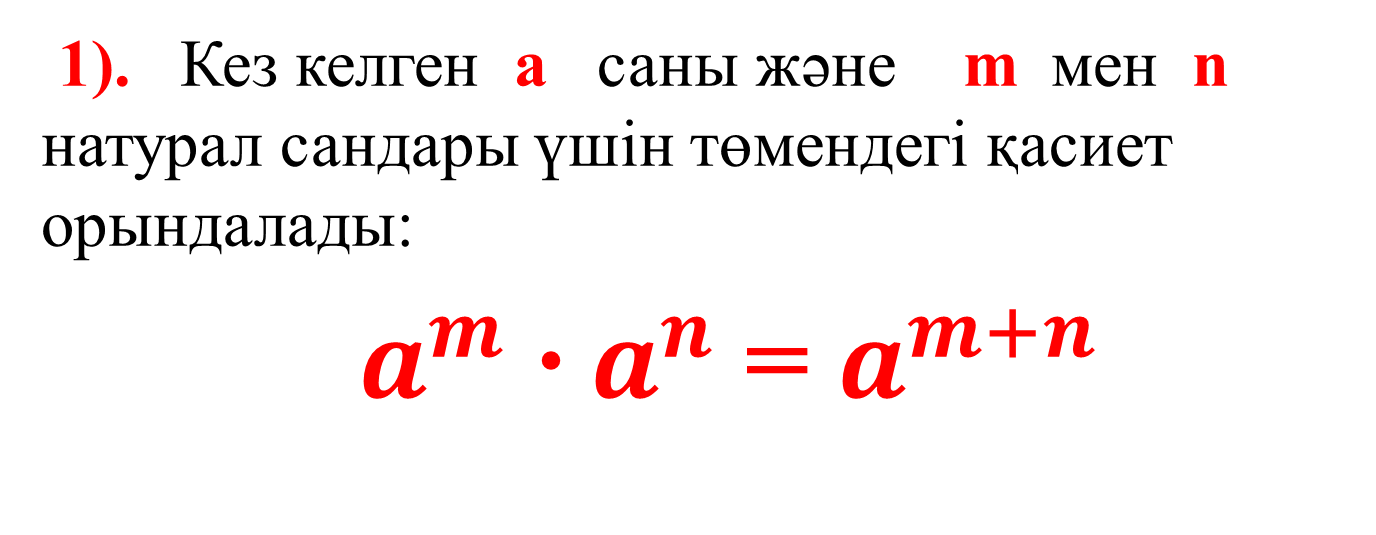 1). Кез келген a саны және m мен n
натурал сандары үшін төмендегі қасиет
орындалады:
aᵐ · aⁿ = aᵐ⁺ⁿ